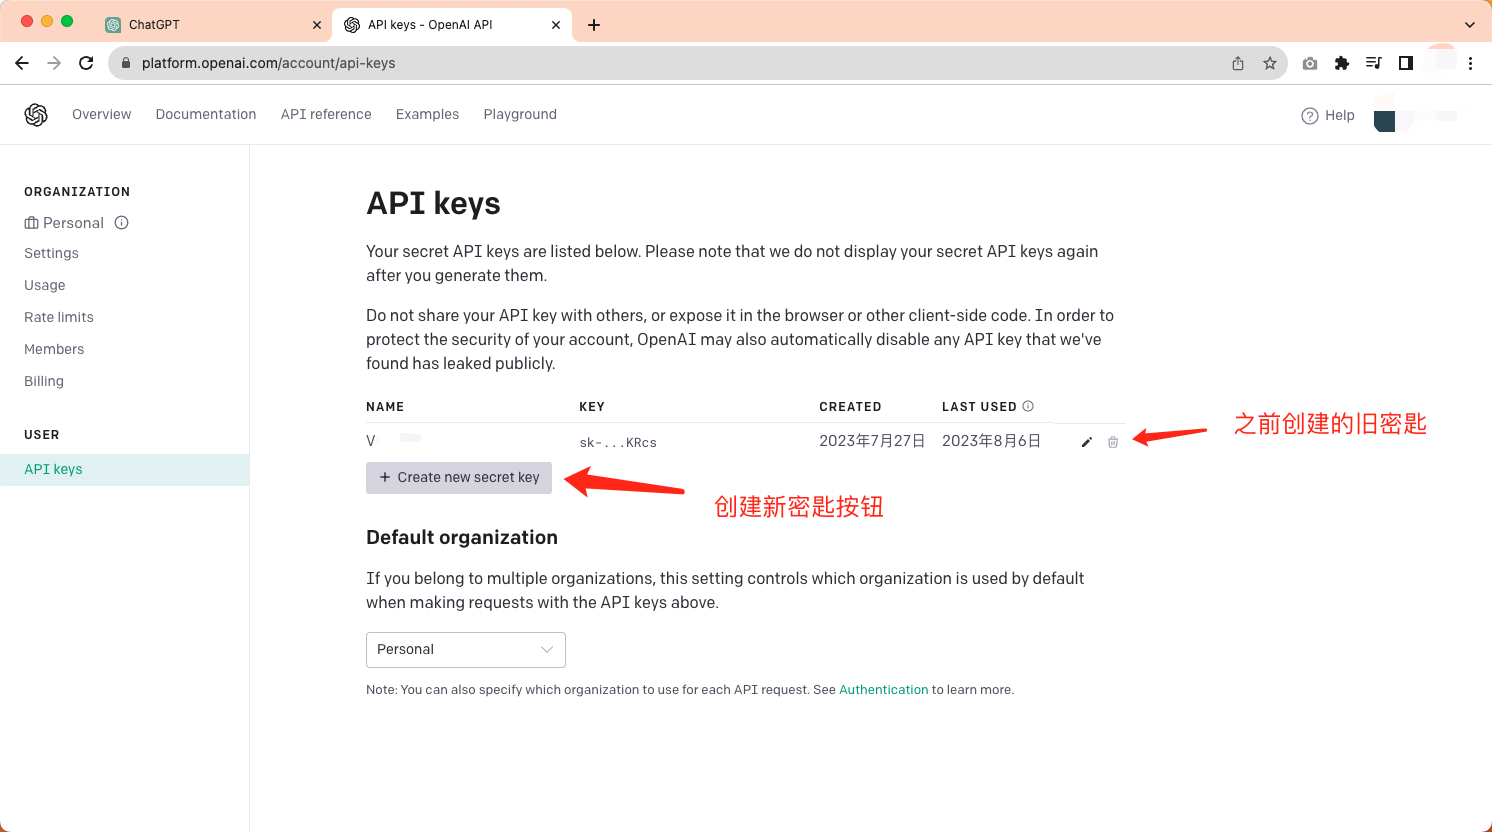 ChatGPT
API keys - OpenAI API
platform.openai.com/account/api-keys
Overview
Documentation
API reference
Examples
Playground
Help
ORGANIZATION
Personal
Settings
Usage
Rate limits
Members
Billing
USER
API keys
API keys
Your secret API keys are listed below. Please note that we do not display your secret API keys again
after you generate them.
Do not share your API key with others, or expose it in the browser or other client-side code. In order to
protect the security of your account, OpenAI may also automatically disable any API key that we've
found has leaked publicly.
NAME KEY CREATED LAST USED
V sk-...KRcs 2023年7月27日 2023年8月6日
之前创建的旧密匙
+ Create new secret key
创建新密匙按钮
Default organization
If you belong to multiple organizations, this setting controls which organization is used by default
when making requests with the API keys above.
Personal
Note: You can also specify which organization to use for each API request. See Authentication to learn more.